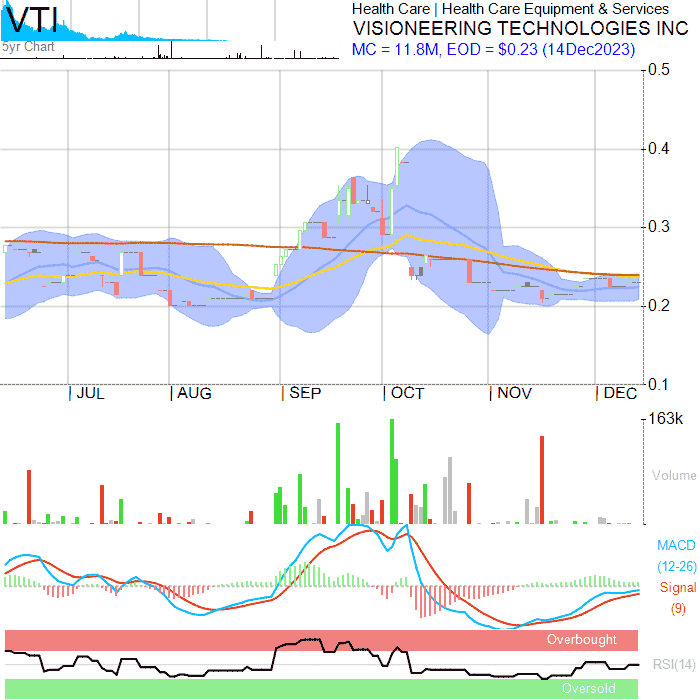 VTI
5yr Chart
Health Care | Health Care Equipment & Services
VISIONEERING TECHNOLOGIES INC
MC = 11.8M, EOD = $0.23 (14Dec2023)
0.5
0.4
0.3
0.2
0.1
JUL AUG SEP OCT NOV DEC
163k
Volume
MACD
(12-26)
Signal
(9)
Overbought
RSI(14)
Oversold